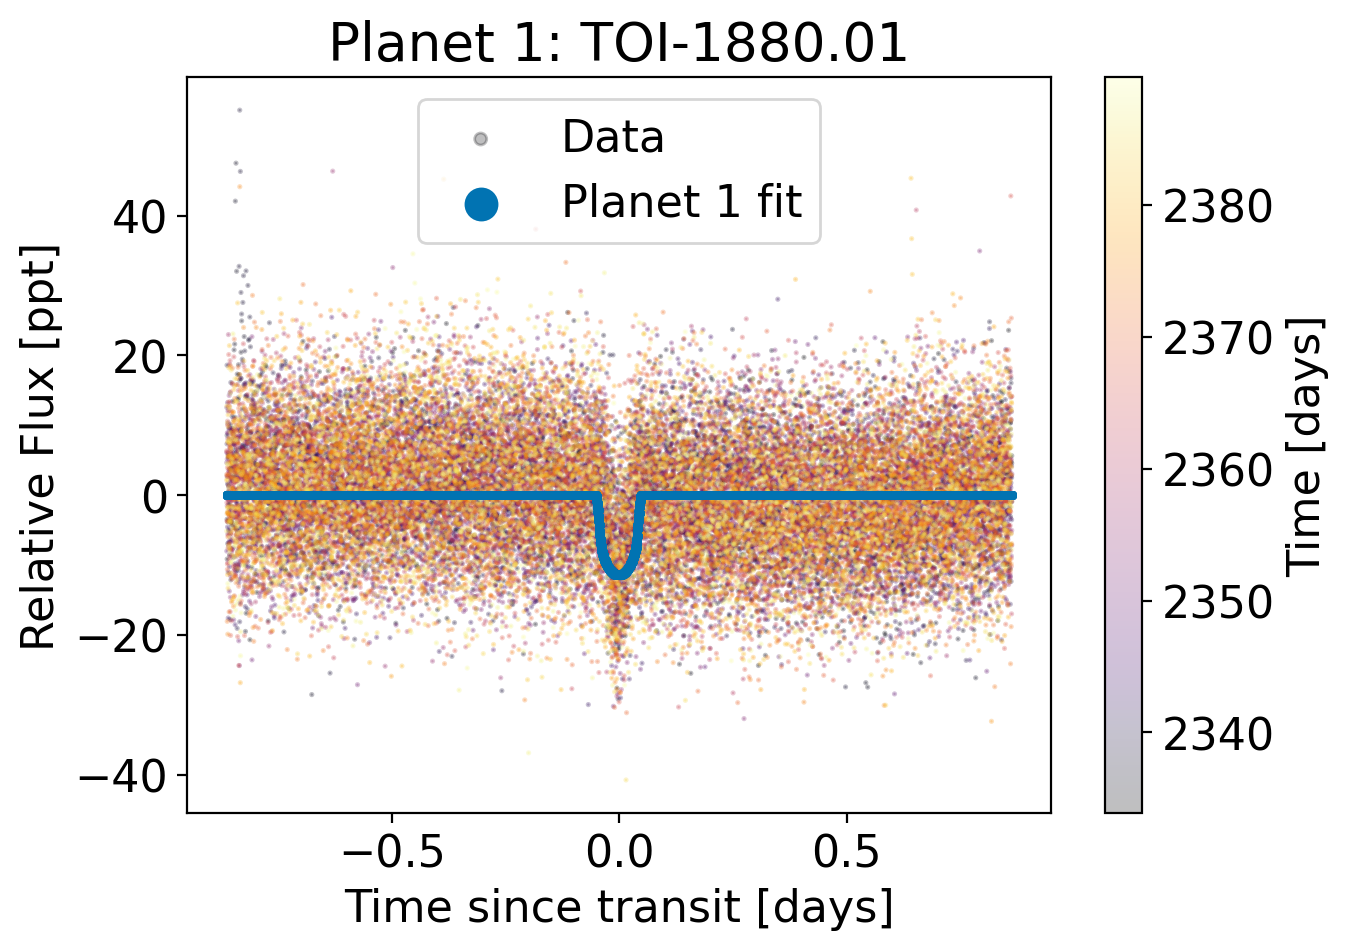 Planet 1: TOI-1880.01
Data
Planet 1 fit
Relative Flux [ppt]
40
20
0
−20
−40
−0.5
0.0
0.5
Time since transit [days]
2380
2370
2360
2350
2340
Time [days]